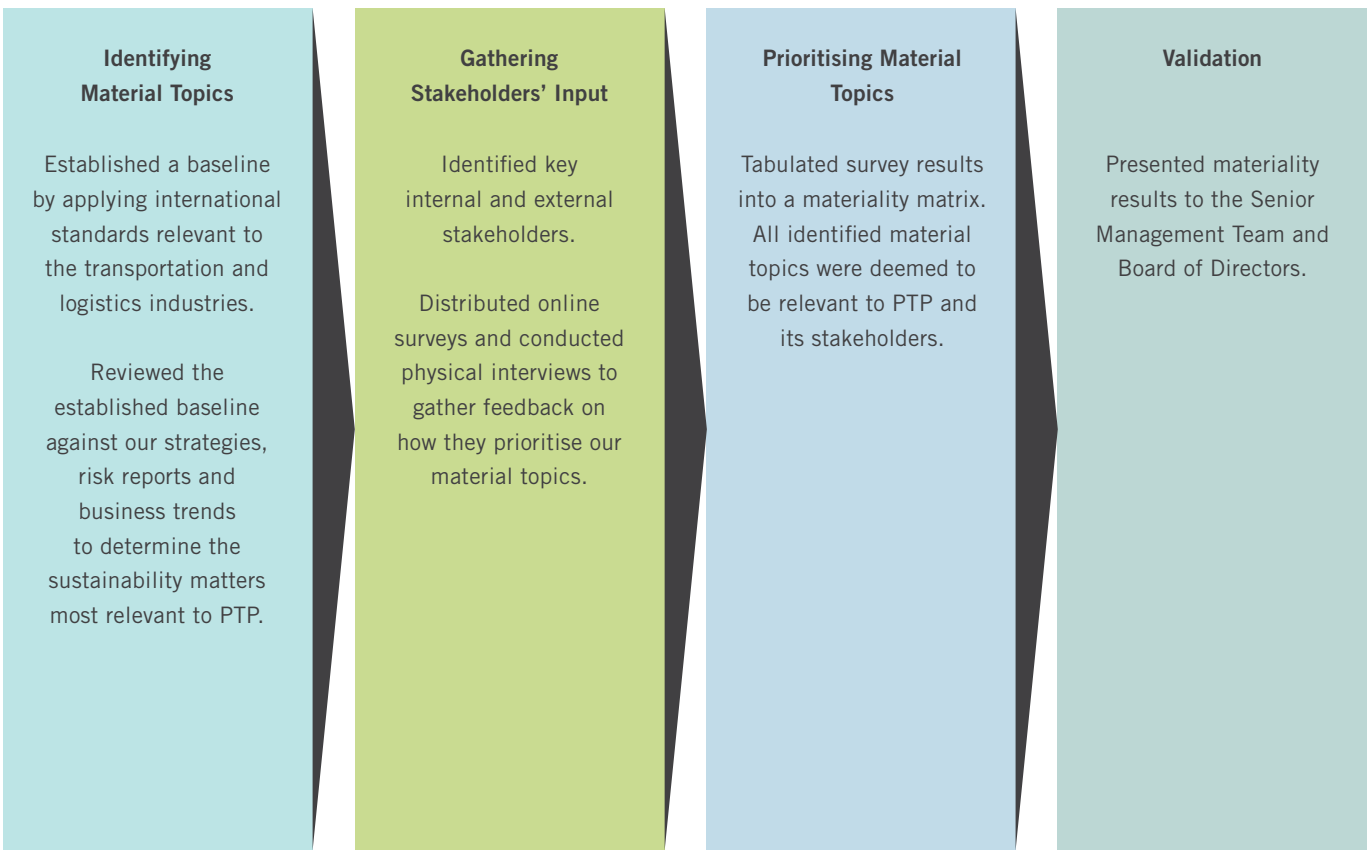 Identifying
Material Topics
Established a baseline
by applying international
standards relevant to
the transportation and
logistics industries.
Reviewed the
established baseline
against our strategies,
risk reports and
business trends
to determine the
sustainability matters
most relevant to PTP.
Gathering
Stakeholders’ Input
Identified key
internal and external
stakeholders.
Distributed online
surveys and conducted
physical interviews to
gather feedback on
how they prioritise our
material topics.
Prioritising Material
Topics
Tabulated survey results
into a materiality matrix.
All identified material
topics were deemed to
be relevant to PTP and
its stakeholders.
Validation
Presented materiality
results to the Senior
Management Team and
Board of Directors.